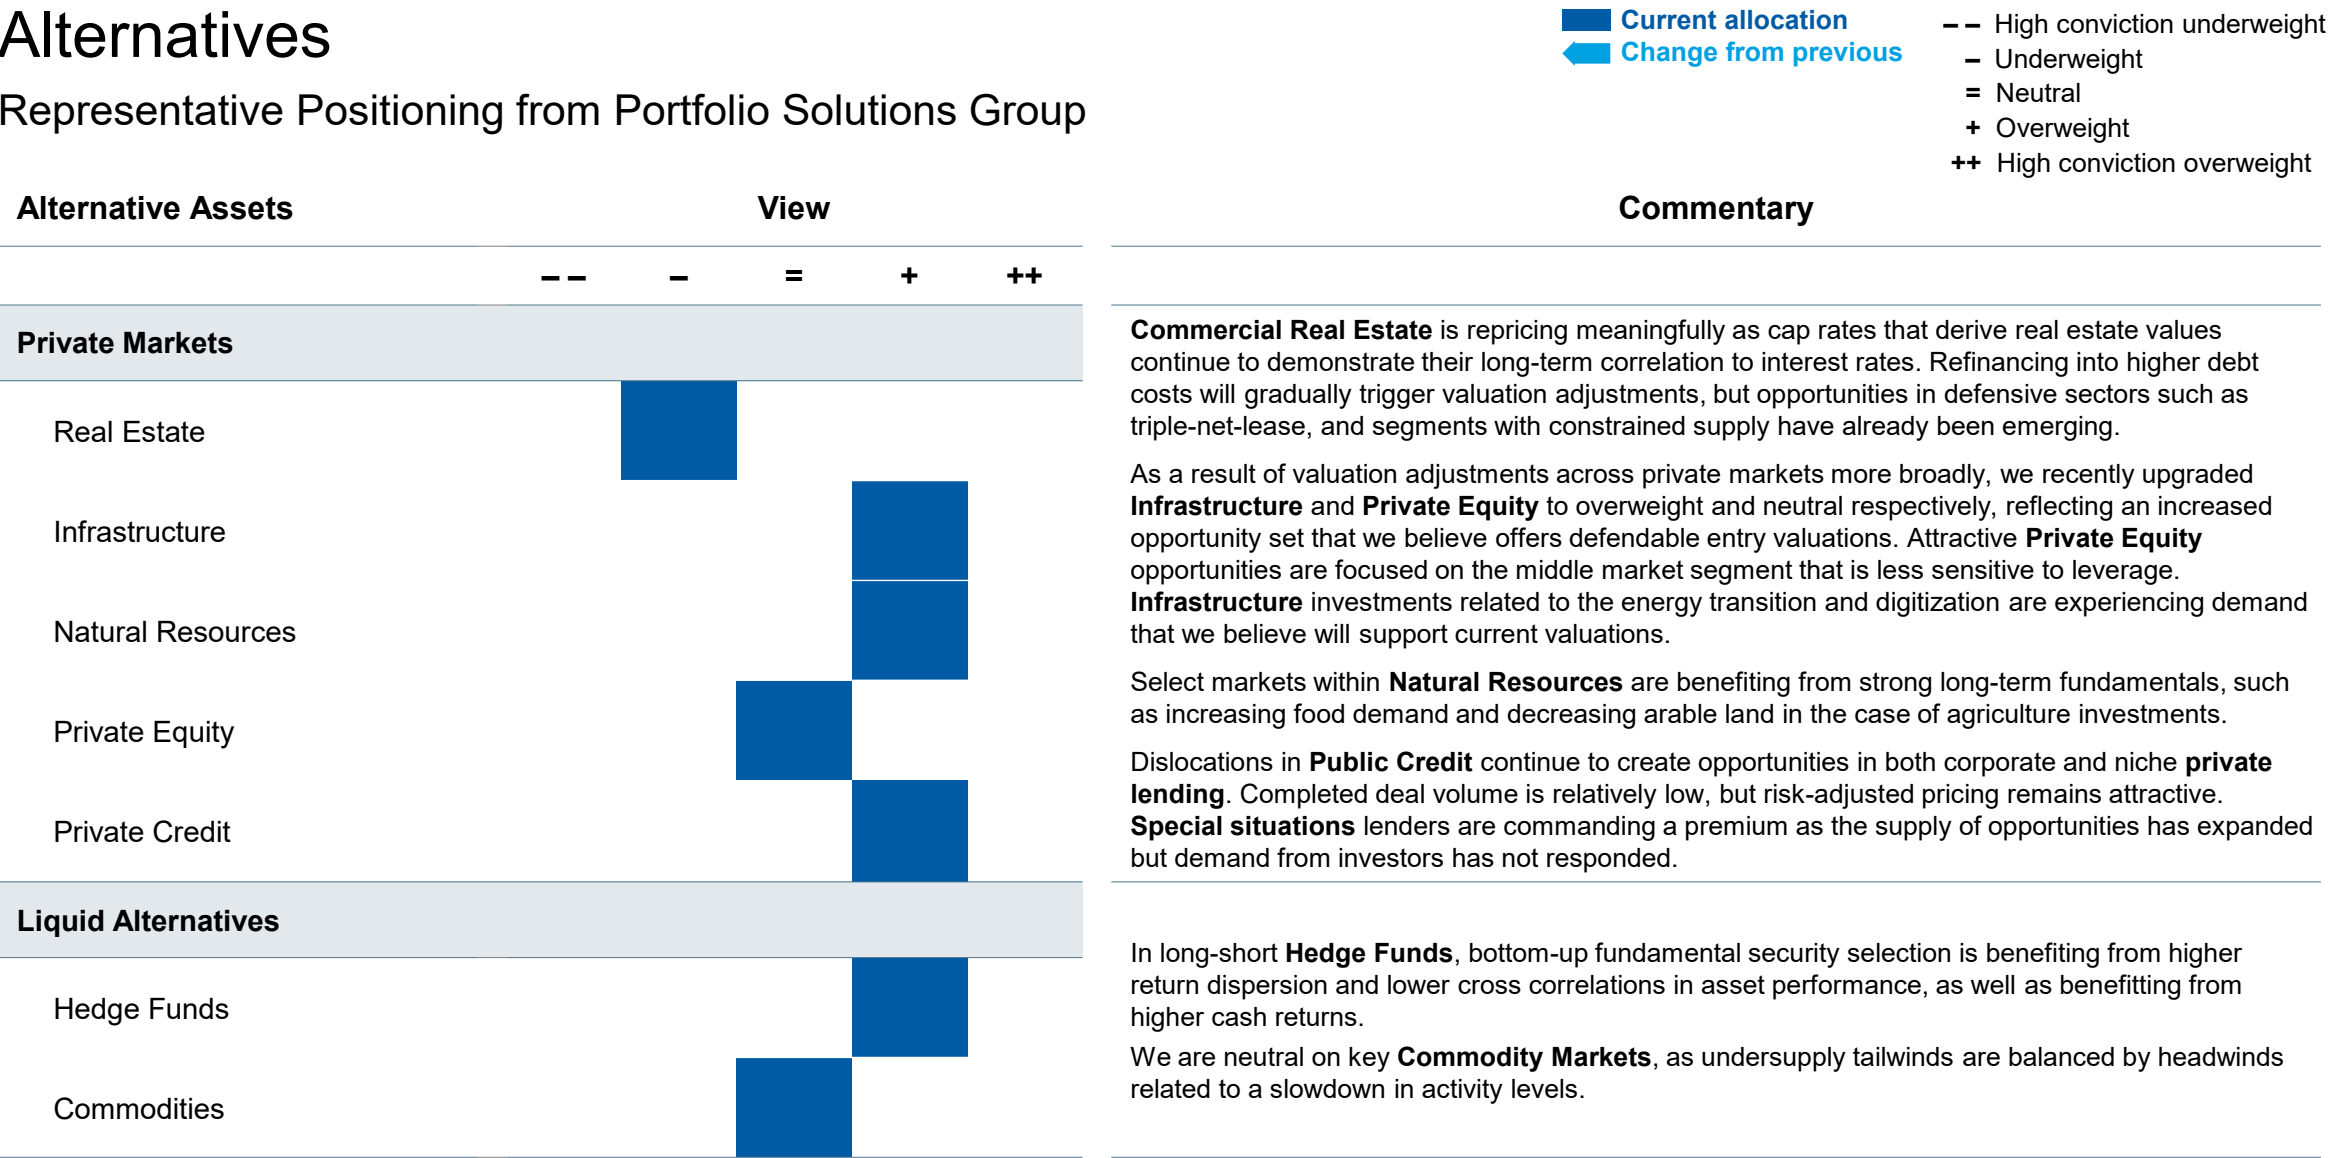 Alternatives
Representative Positioning from Portfolio Solutions Group
Current allocation
Change from previous
– – High conviction underweight
– Underweight
= Neutral
+ Overweight
++ High conviction overweight
Alternative Assets View Commentary
– – – = + ++
Private Markets
Real Estate
Infrastructure
Natural Resources
Private Equity
Private Credit
Commercial Real Estate is repricing meaningfully as cap rates that derive real estate values
continue to demonstrate their long-term correlation to interest rates. Refinancing into higher debt
costs will gradually trigger valuation adjustments, but opportunities in defensive sectors such as
triple-net-lease, and segments with constrained supply have already been emerging.
As a result of valuation adjustments across private markets more broadly, we recently upgraded
Infrastructure and Private Equity to overweight and neutral respectively, reflecting an increased
opportunity set that we believe offers defendable entry valuations. Attractive Private Equity
opportunities are focused on the middle market segment that is less sensitive to leverage.
Infrastructure investments related to the energy transition and digitization are experiencing demand
that we believe will support current valuations.
Select markets within Natural Resources are benefiting from strong long-term fundamentals, such
as increasing food demand and decreasing arable land in the case of agriculture investments.
Dislocations in Public Credit continue to create opportunities in both corporate and niche private
lending. Completed deal volume is relatively low, but risk-adjusted pricing remains attractive.
Special situations lenders are commanding a premium as the supply of opportunities has expanded
but demand from investors has not responded.
Liquid Alternatives
Hedge Funds
Commodities
In long-short Hedge Funds, bottom-up fundamental security selection is benefiting from higher
return dispersion and lower cross correlations in asset performance, as well as benefitting from
higher cash returns.
We are neutral on key Commodity Markets, as undersupply tailwinds are balanced by headwinds
related to a slowdown in activity levels.